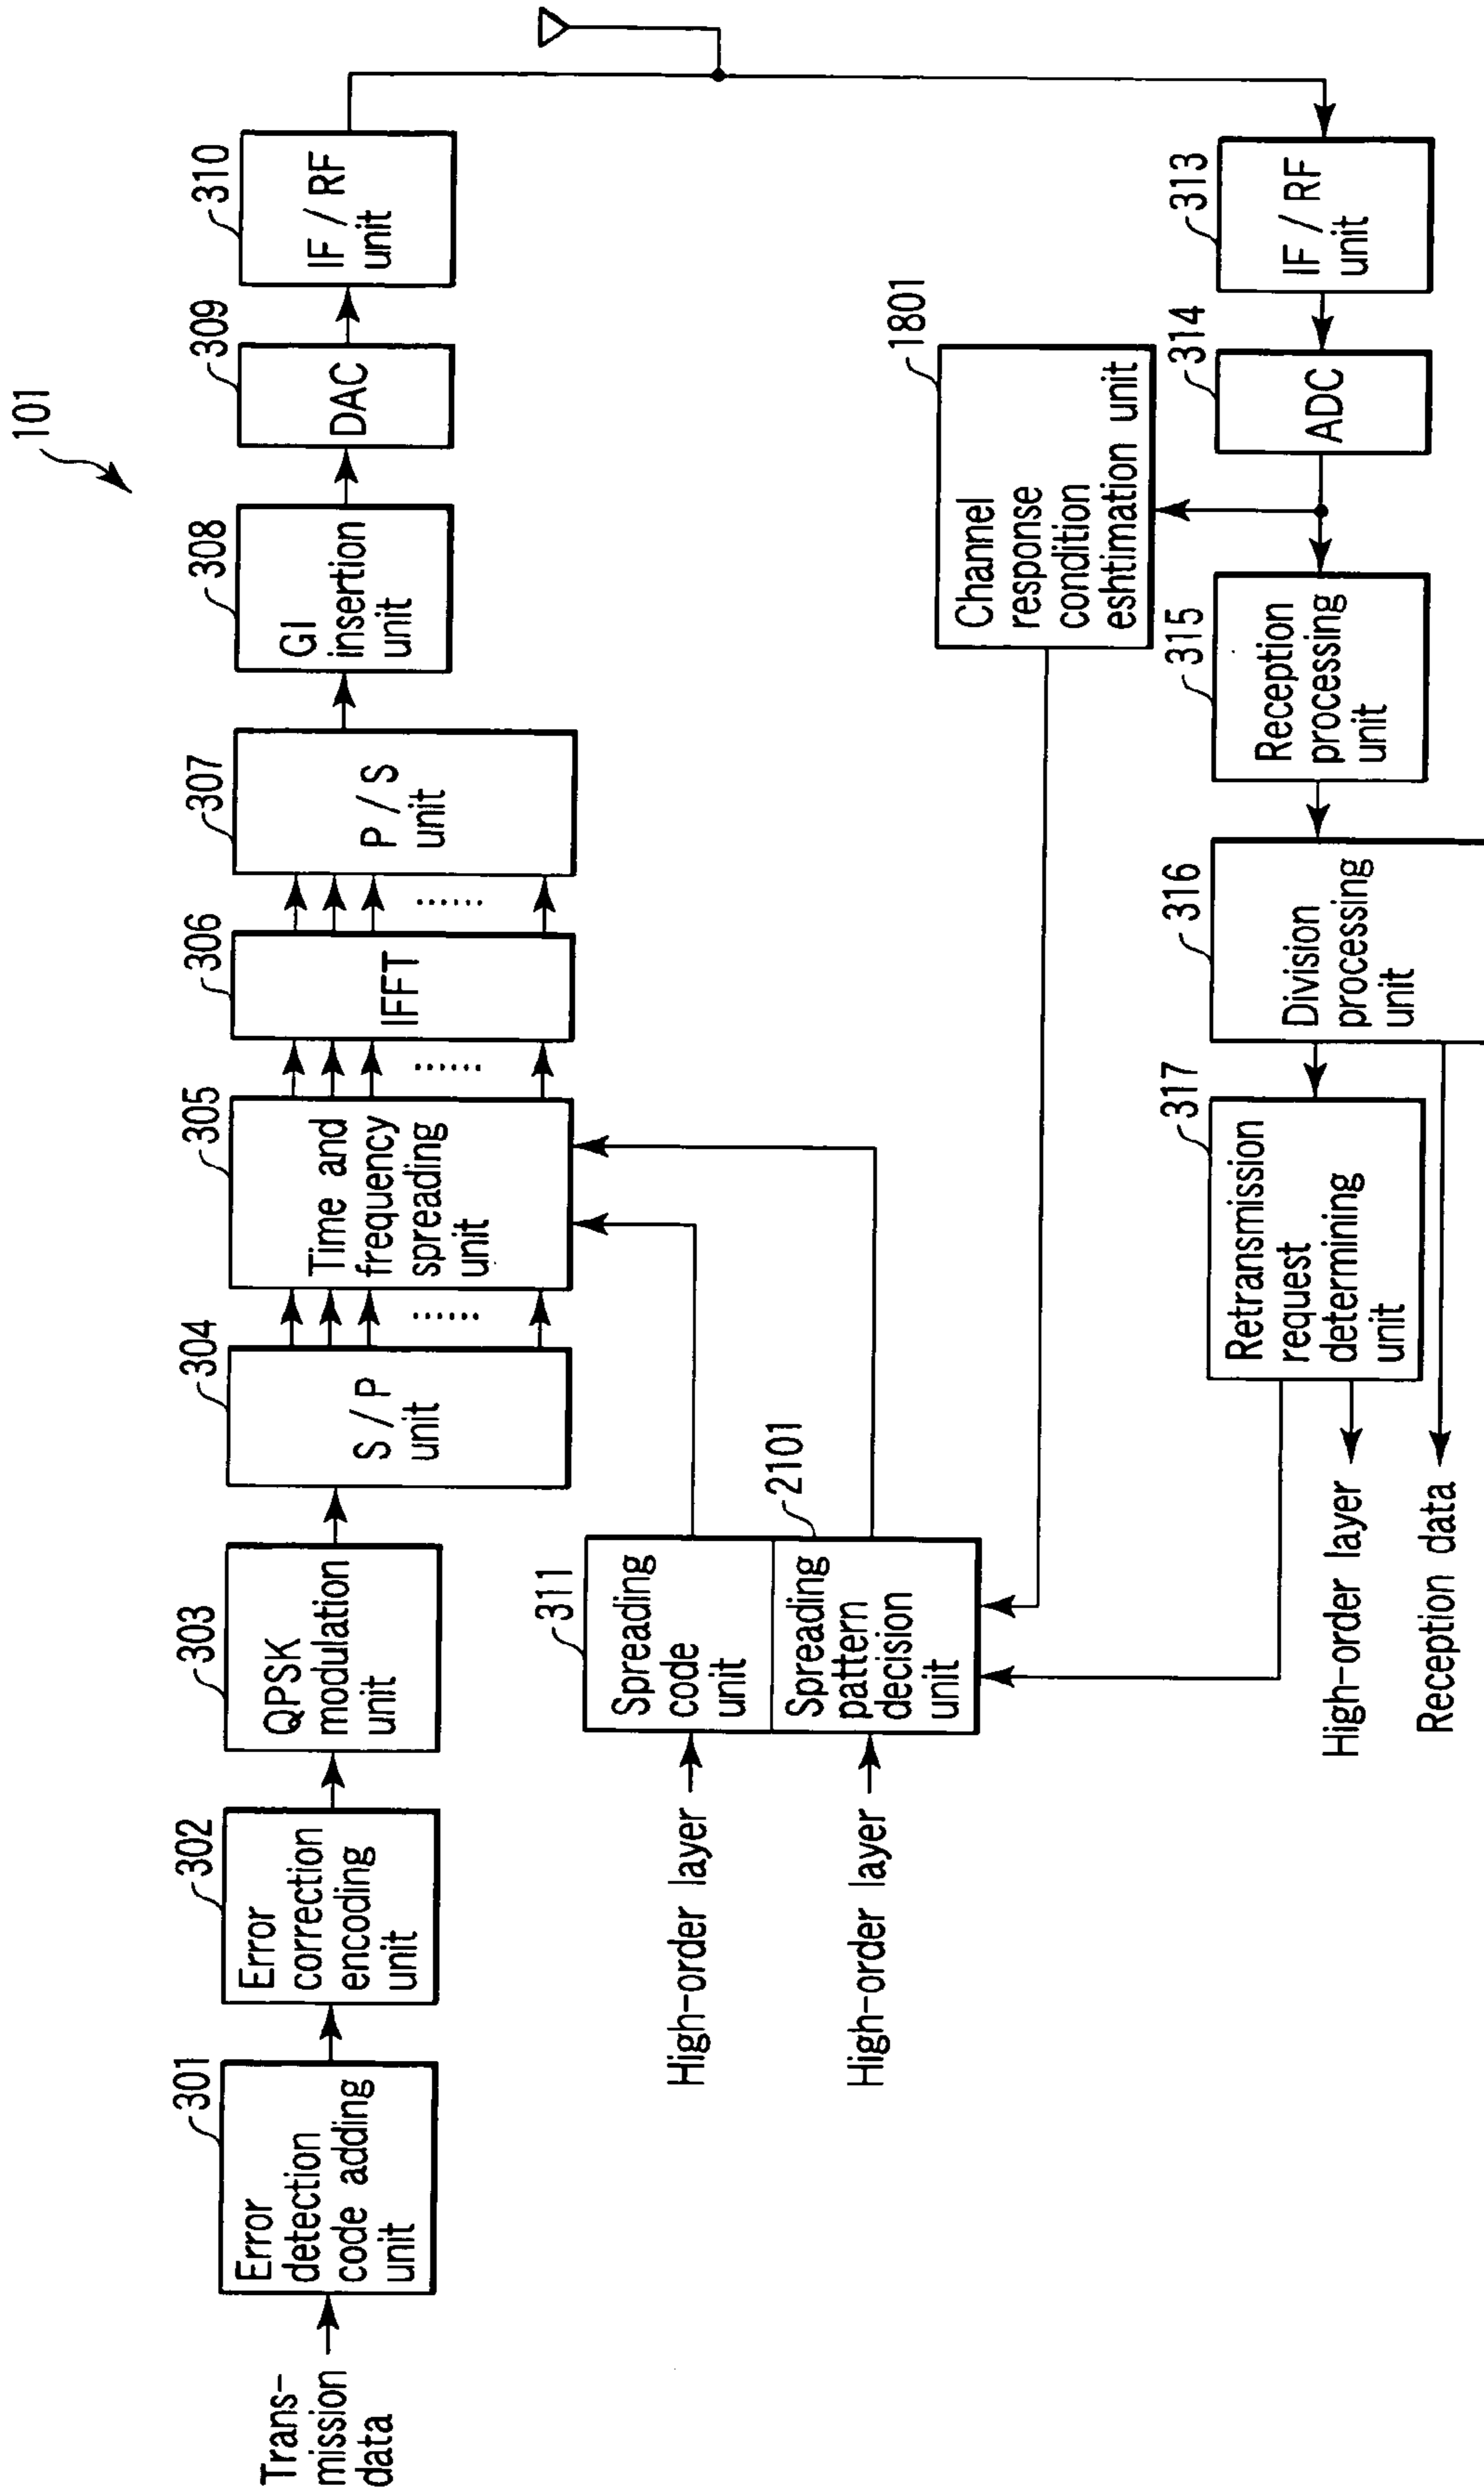 101
301
Error
detection
code adding
unit
302
Error
correction
encoding
unit
303
QPSK
modulation
unit
304
S / P
unit
305
Time and
frequency
spreading
unit
306
IFFT
307
P / S
unit
308
GI
insertion
unit
309
DAC
310
IF / RF
unit
Trans-
mission
data
......
......
......
311
Spreading
code
unit
2101
Spreading
pattern
decision
unit
High-order layer
High-order layer
1801
Channel
response
condition
eshtimation unit
313
IF / RF
unit
314
ADC
315
Reception
processing
unit
316
Division
processing
unit
317
Retransmission
request
determining
unit
High-order layer
Reception data